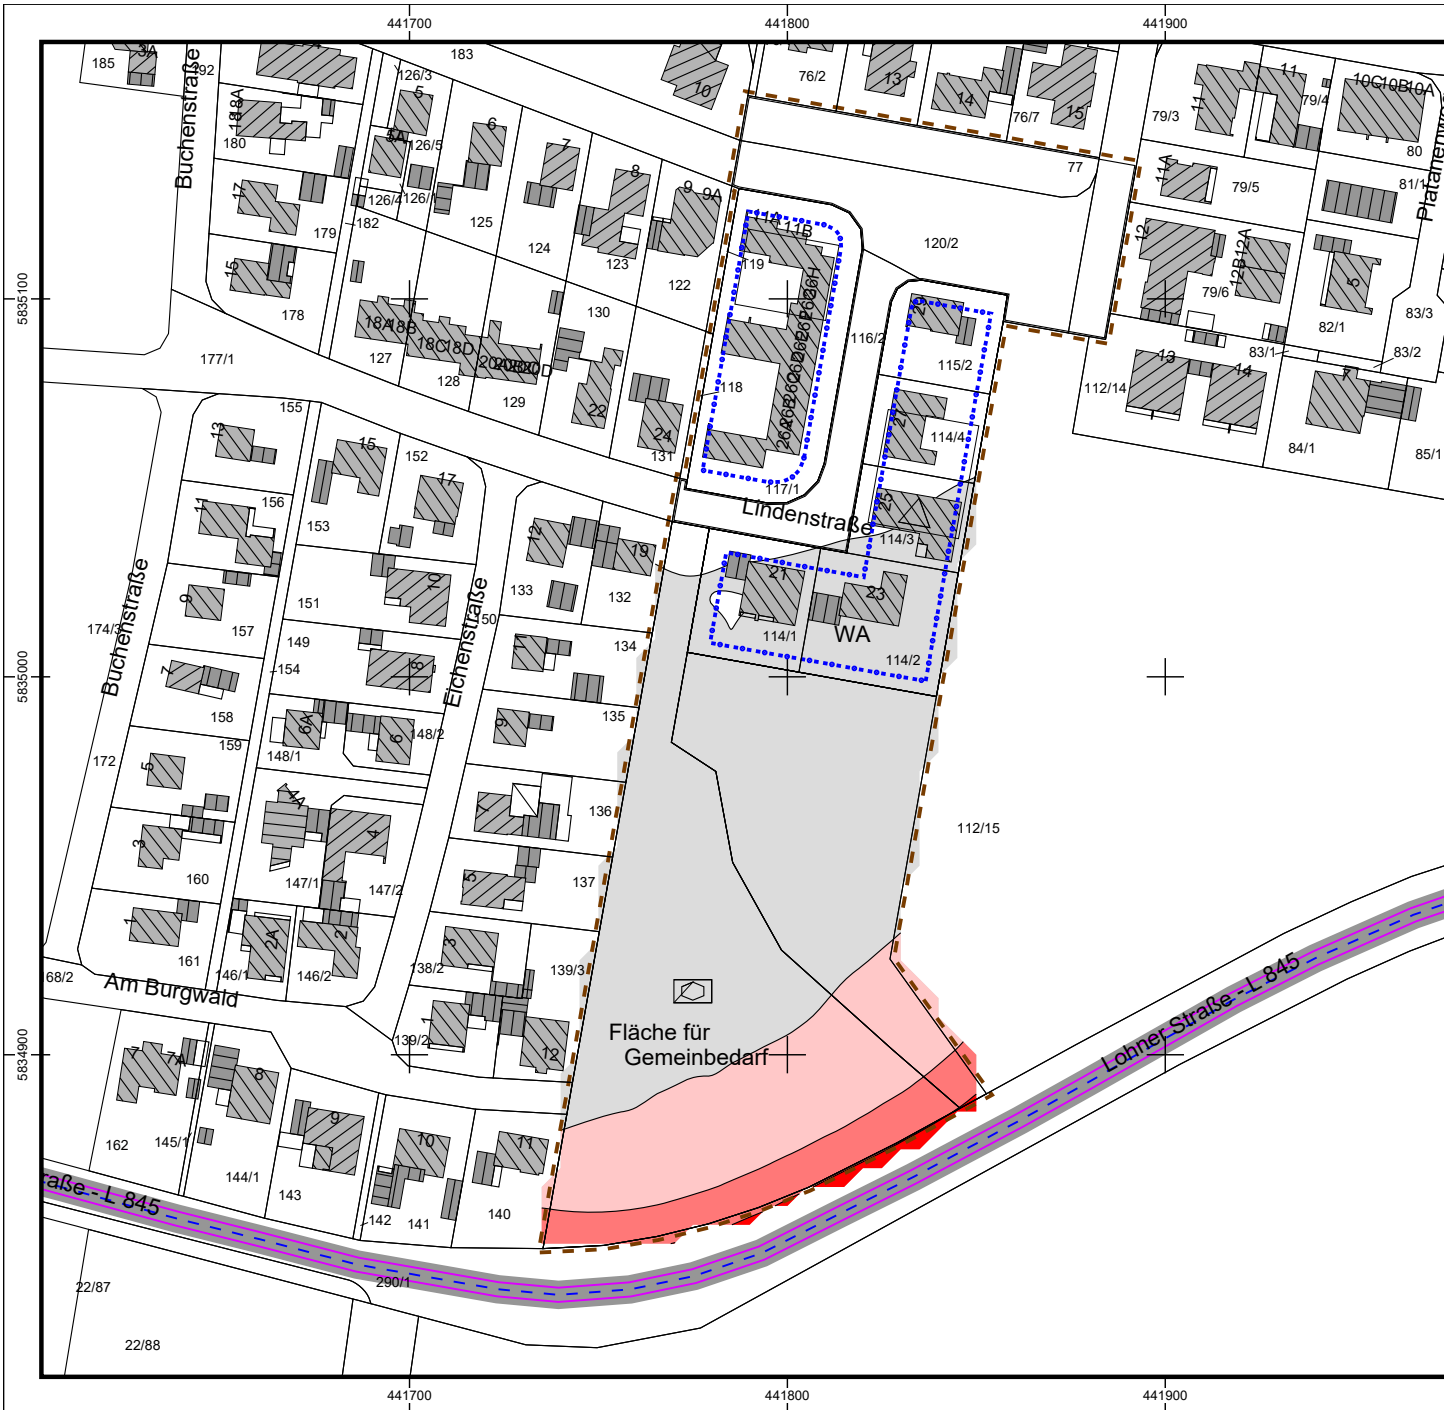 441700 441800 441900
3A 185 192 183 126/3 5 10 76/2 13 14 15 76/7 11 11 79/4 10C 10B 10A
79/3 80
18A 18 180 5A 126/5 6 7 8 9 9A 77 11A 79/5 81/1
Buchenstraße
Platanenw
17 179 126/4 126/1 182 125 124 123 122 11A 11B 119 120/2 12 12B 12A 79/6 5
15 178 130 26A 26B 26C 26D 26E 26F 26G 26H 29 82/1 83/3
5835100
18A 18B 18C 18D 20A 20B 20C 20D 127 128 129 118 116/2 115/2 83/1 83/2
177/1 22 24 131 27 114/4 112/14 13 14 7 84/1 85/1
155 13 15 152 17 117/1
Lindenstraße
156 11 153 12 19 25 114/3
Buchenstraße
Eichenstraße
9 157 151 10 150 133 132 21 23
174/3 149 154 8 11 134 114/1 WA 114/2
5835000
7 158 6A 6 148/2 148/1 9 135
172 159 5 4A 4 7 136
112/15
3 160 147/1 147/2 5 137
1 161 2A 2 146/1 146/2 3 138/2 139/3
168/2
Am Burgwald
Lohner Straße - L 845
5834900
Fläche für
Gemeinbedarf
7 7A 8 1 139/2 12
162 145/1 9 144/1 143 10 11 142 141 140
raße - L 845
290/1
22/87
22/88
441700 441800 441900